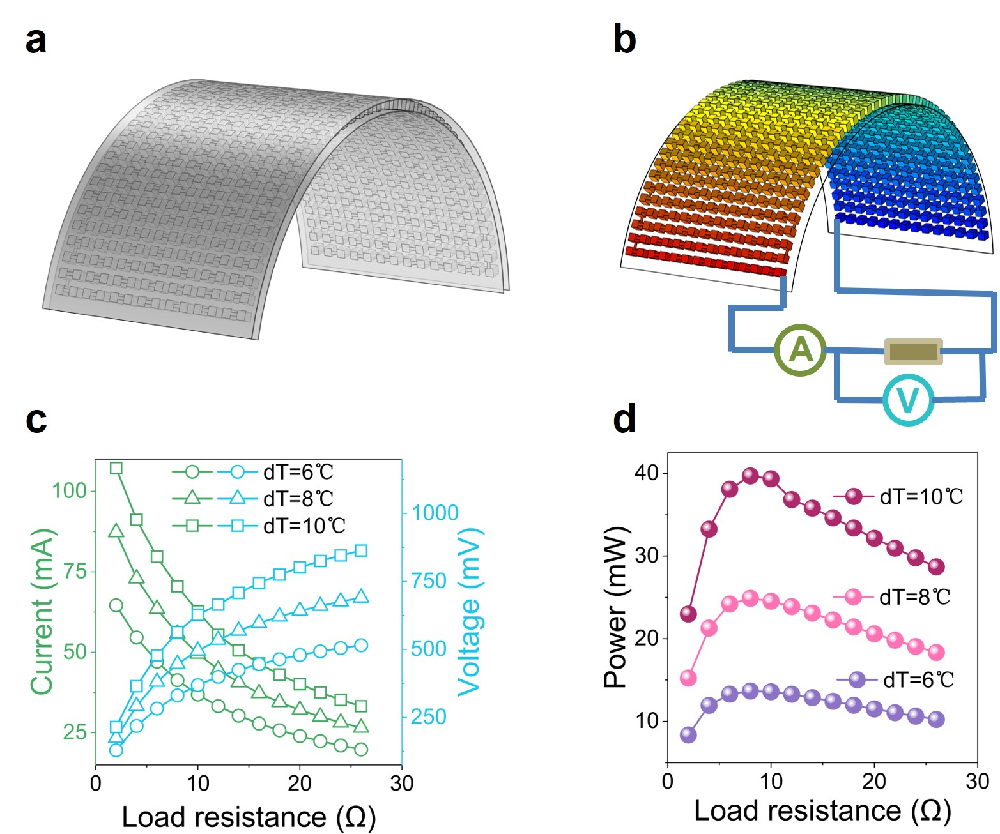 a
b
A
V
c
dT=6℃
dT=8℃
dT=10℃
100
75
50
25
Current (mA)
1000
750
500
250
Voltage (mV)
0
10
20
30
Load resistance (Ω)
d
40
30
20
10
Power (mW)
dT=10℃
dT=8℃
dT=6℃
0
10
20
30
Load resistance (Ω)